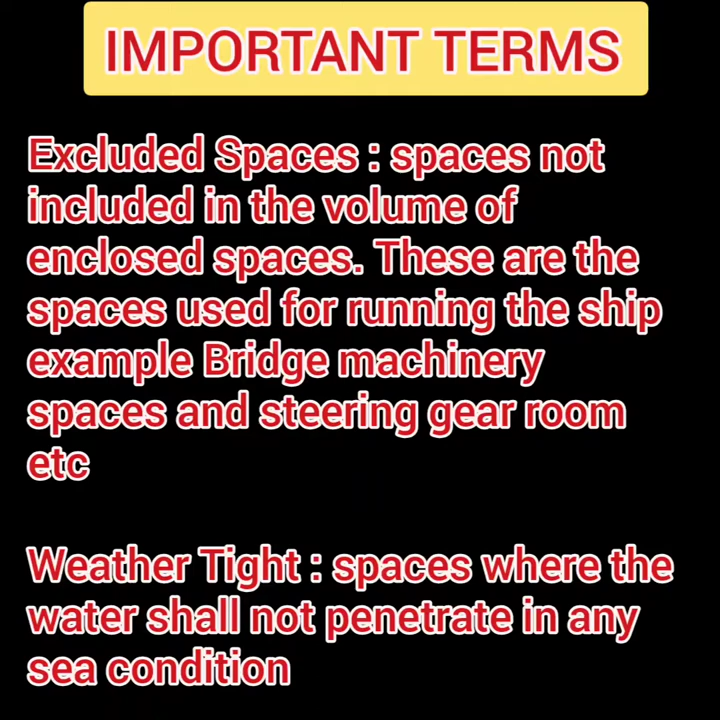 IMPORTANT TERMS
Excluded Spaces : spaces not
included in the volume of
enclosed spaces. These are the
spaces used for running the ship
example Bridge machinery
spaces and steering gear room
etc
Weather Tight : spaces where the
water shall not penetrate in any
sea condition